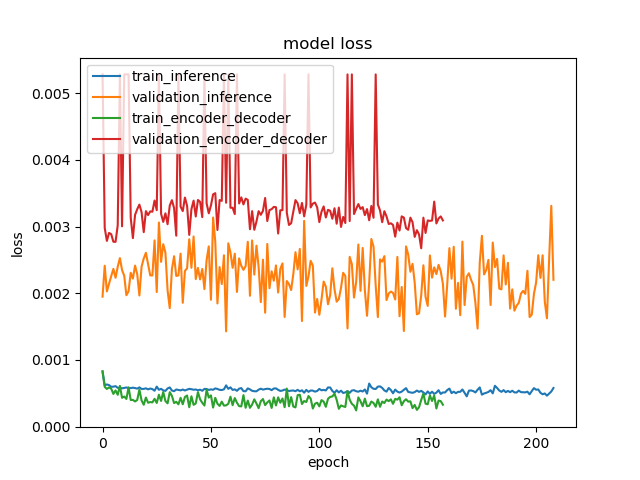 model loss
train_inference
validation_inference
train_encoder_decoder
validation_encoder_decoder
loss
0.005
0.004
0.003
0.002
0.001
0.000
0 50 100 150 200
epoch